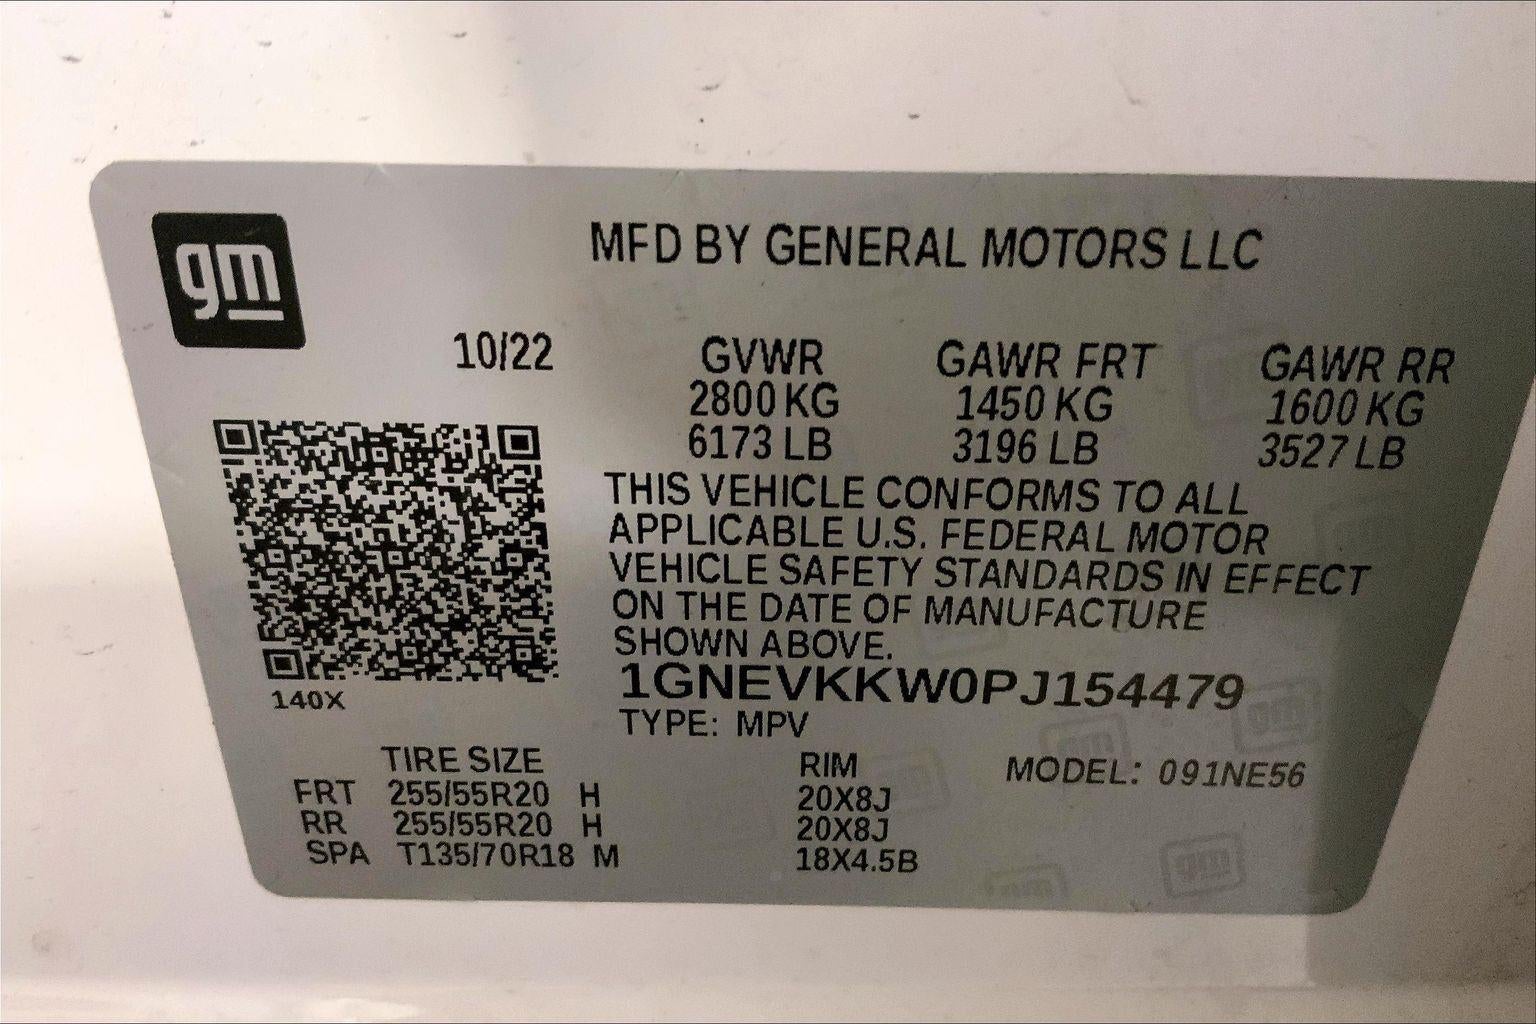 gm
MFD BY GENERAL MOTORS LLC
10/22 GVWR GAWR FRT GAWR RR
2800 KG 1450 KG 1600 KG
6173 LB 3196 LB 3527 LB
THIS VEHICLE CONFORMS TO ALL
APPLICABLE U.S. FEDERAL MOTOR
VEHICLE SAFETY STANDARDS IN EFFECT
ON THE DATE OF MANUFACTURE
SHOWN ABOVE.
140X
1GNEVKKW0PJ154479
TYPE: MPV
TIRE SIZE RIM MODEL: 091NE56
FRT 255/55R20 H 20X8J
RR 255/55R20 H 20X8J
SPA T135/70R18 M 18X4.5B